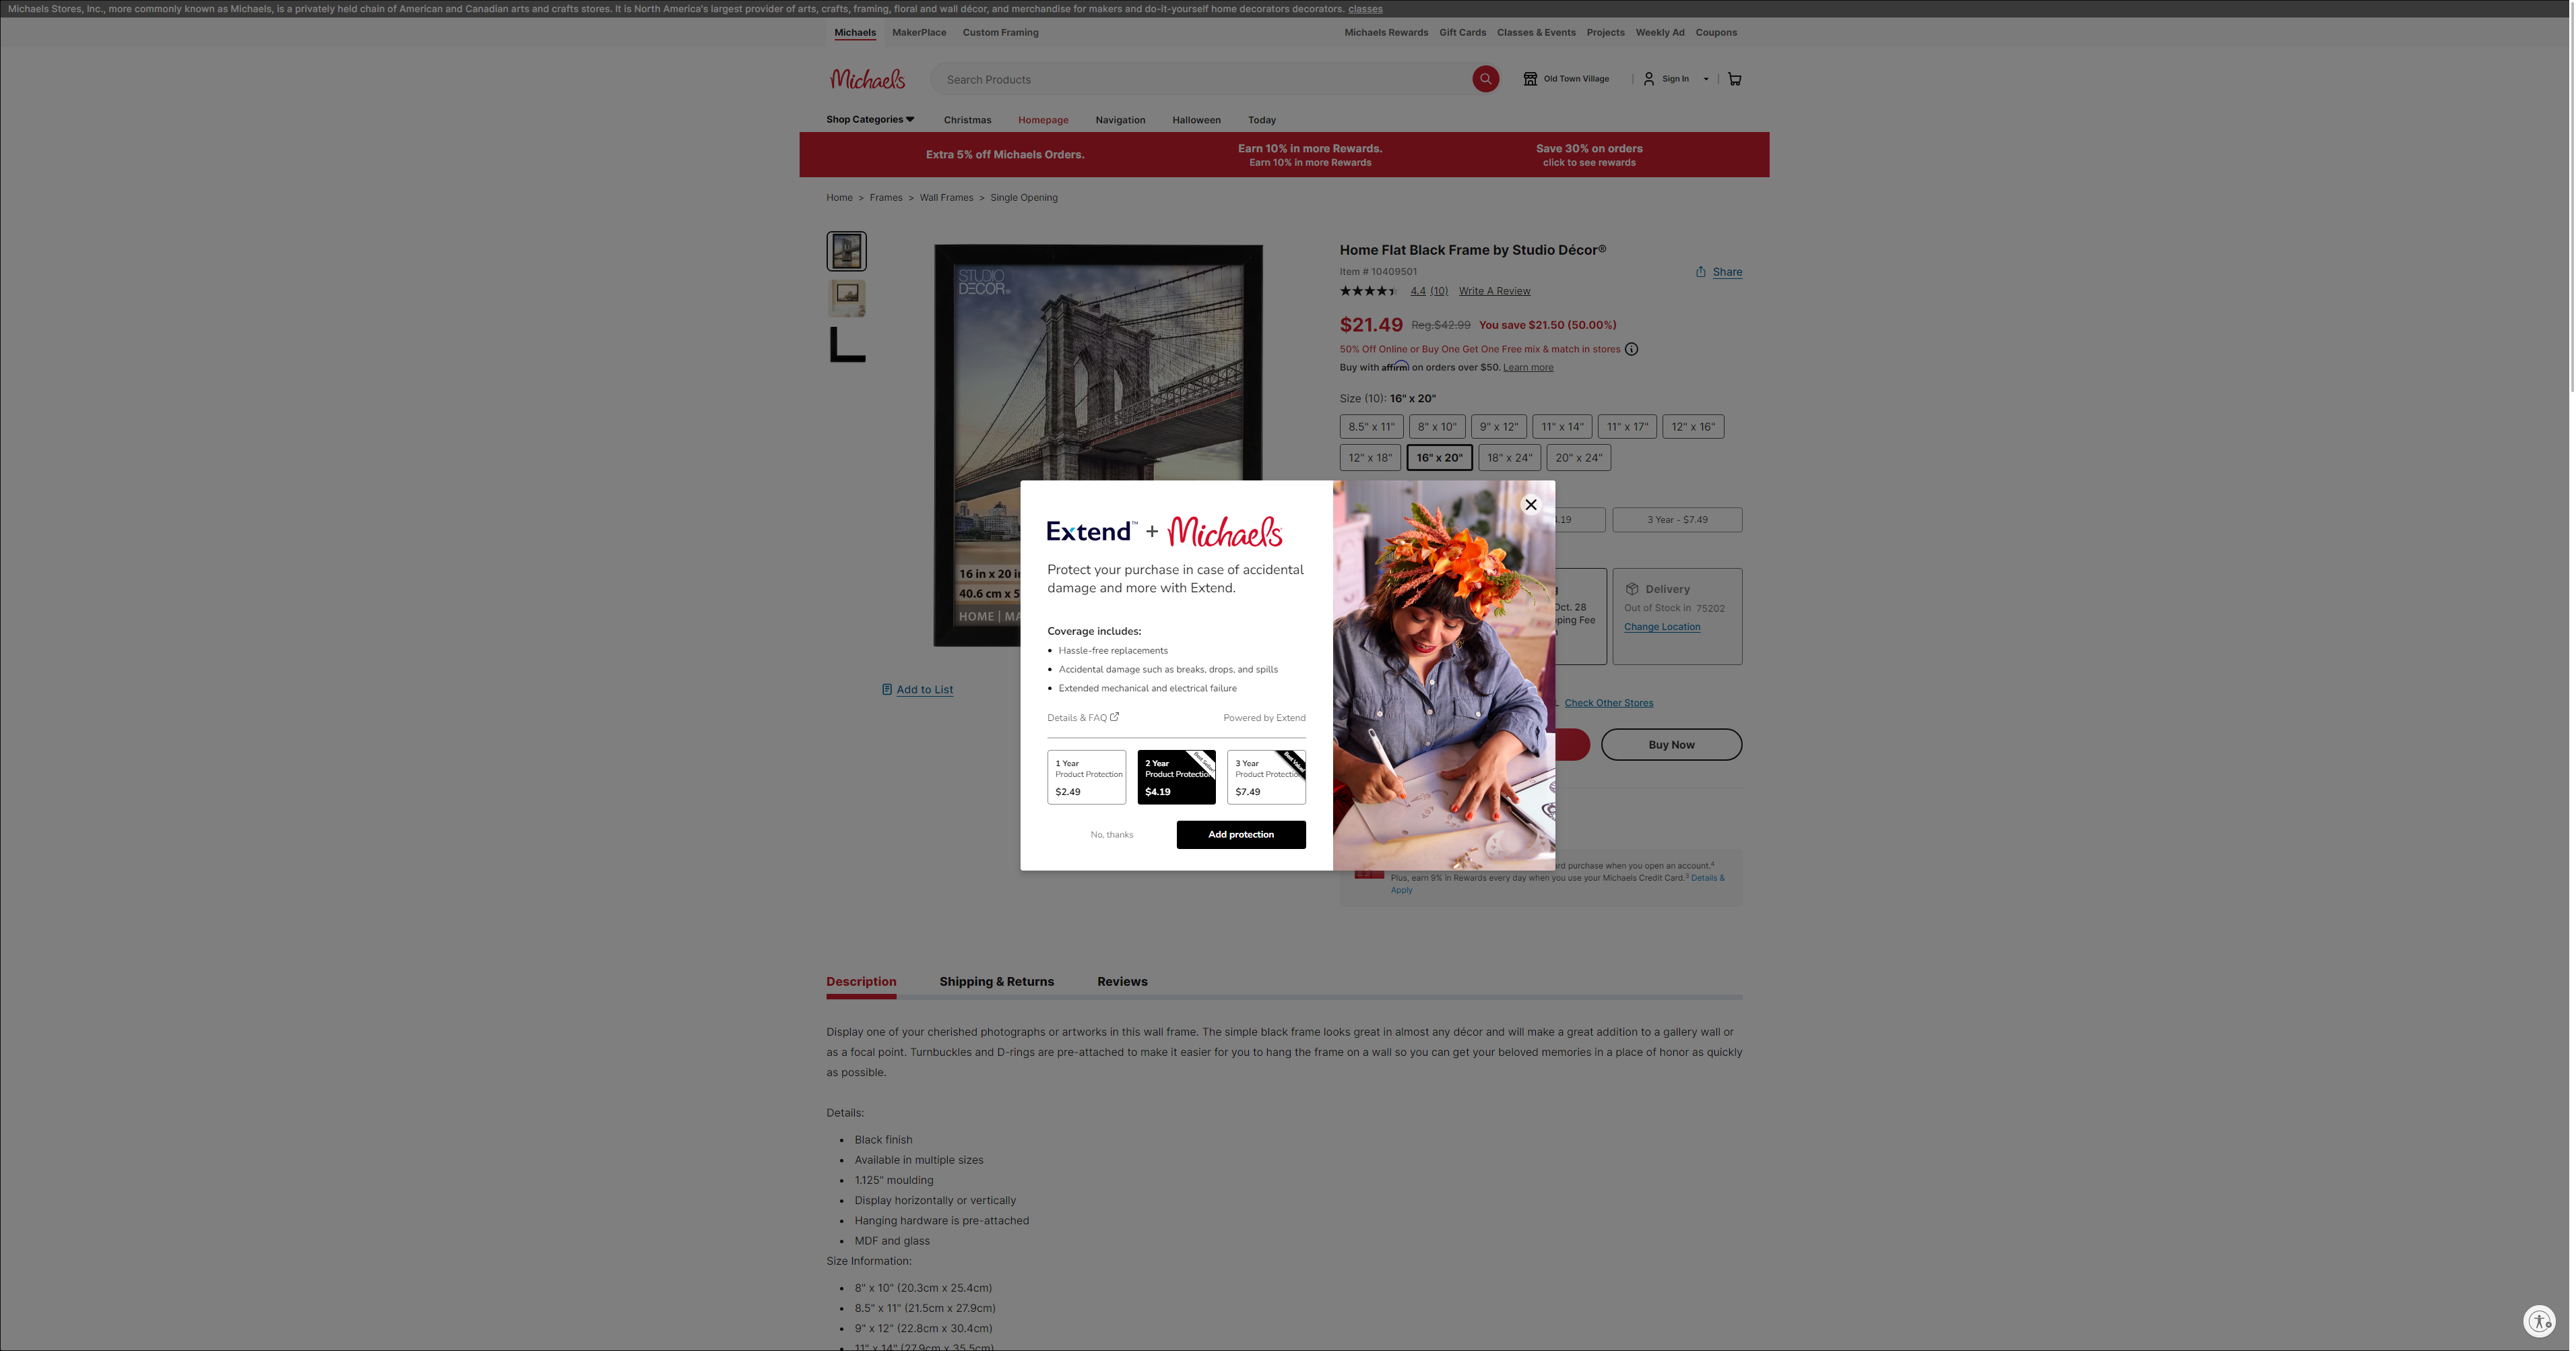 Michaels Stores, Inc., more commonly known as Michaels, is a privately held chain of American and Canadian arts and crafts stores. It is North America's largest provider of arts, crafts, framing, floral and wall décor, and merchandise for makers and do-it-yourself home decorators decorators. classes
Michaels MakerPlace Custom Framing Michaels Rewards Gift Cards Classes & Events Projects Weekly Ad Coupons
Michaels Search Products Old Town Village Sign In
Shop Categories Christmas Homepage Navigation Halloween Today
Extra 5% off Michaels Orders.
Earn 10% in more Rewards.
Earn 10% in more Rewards
Save 30% on orders
click to see rewards
Home > Frames > Wall Frames > Single Opening
STUDIO
DECOR®
16 in x 20 i
40.6 cm x 5
HOME | MA
Add to List
Home Flat Black Frame by Studio Décor®
Item # 10409501
Share
4.4 (10) Write A Review
$21.49 Reg.$42.99 You save $21.50 (50.00%)
50% Off Online or Buy One Get One Free mix & match in stores
Buy with affirm on orders over $50. Learn more
Size (10): 16" x 20"
8.5" x 11" 8" x 10" 9" x 12" 11" x 14" 11" x 17" 12" x 16"
12" x 18" 16" x 20" 18" x 24" 20" x 24"
.19 3 Year - $7.49
Oct. 28
pping Fee
Delivery
Out of Stock in 75202
Change Location
Check Other Stores
Buy Now
rd purchase when you open an account.⁴
Plus, earn 9% in Rewards every day when you use your Michaels Credit Card.³ Details &
Apply
Extend™ + Michaels
Protect your purchase in case of accidental
damage and more with Extend.
Coverage includes:
• Hassle-free replacements
• Accidental damage such as breaks, drops, and spills
• Extended mechanical and electrical failure
Details & FAQ Powered by Extend
1 Year
Product Protection
$2.49
2 Year
Product Protection
$4.19
Best Seller!
3 Year
Product Protectio
$7.49
Best Value!
No, thanks Add protection
Description Shipping & Returns Reviews
Display one of your cherished photographs or artworks in this wall frame. The simple black frame looks great in almost any décor and will make a great addition to a gallery wall or
as a focal point. Turnbuckles and D-rings are pre-attached to make it easier for you to hang the frame on a wall so you can get your beloved memories in a place of honor as quickly
as possible.
Details:
• Black finish
• Available in multiple sizes
• 1.125" moulding
• Display horizontally or vertically
• Hanging hardware is pre-attached
• MDF and glass
Size Information:
• 8" x 10" (20.3cm x 25.4cm)
• 8.5" x 11" (21.5cm x 27.9cm)
• 9" x 12" (22.8cm x 30.4cm)
• 11" x 14" (27.9cm x 35.5cm)